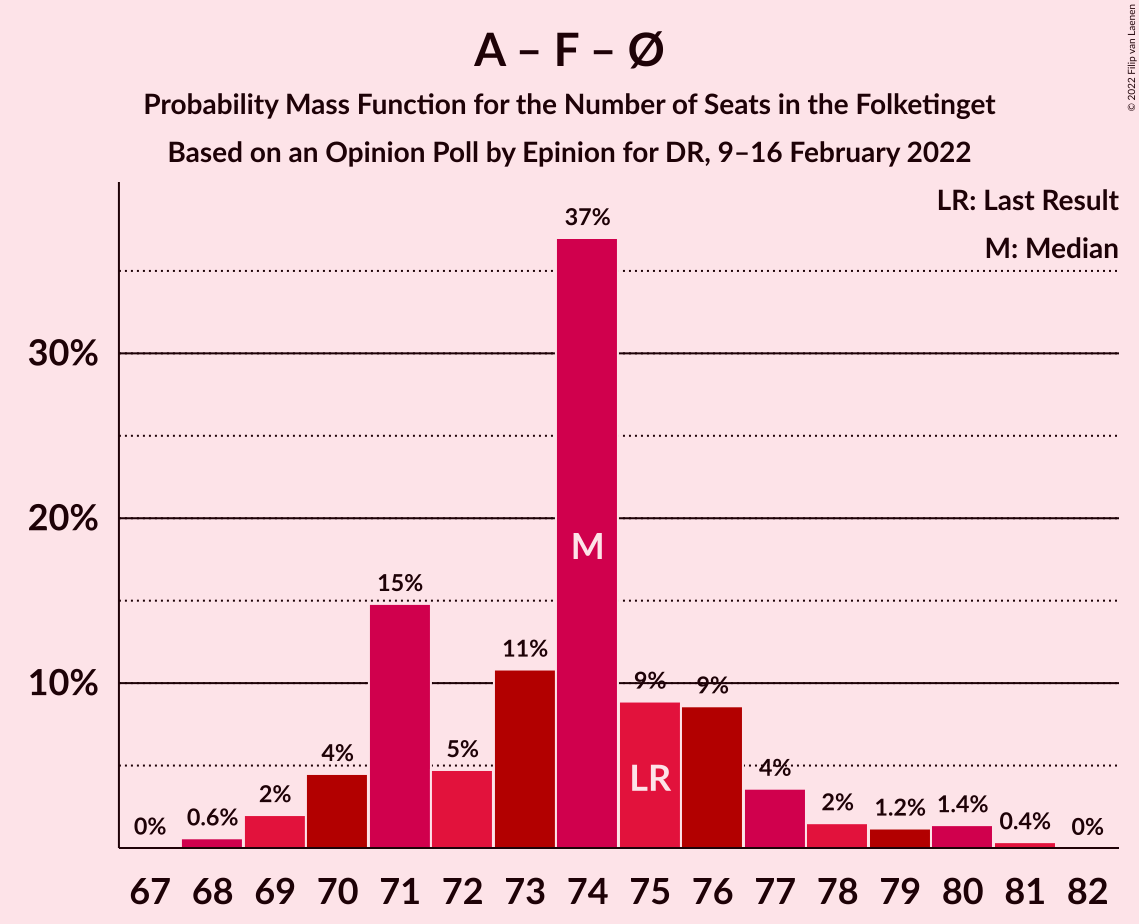 A – F – Ø
Probability Mass Function for the Number of Seats in the Folketinget
Based on an Opinion Poll by Epinion for DR, 9–16 February 2022
© 2022 Filip van Laenen
LR: Last Result
M: Median
30%
20%
10%
0%
0.6%
2%
4%
15%
5%
11%
37%
9%
9%
4%
2%
1.2%
1.4%
0.4%
0%
M
LR
67 68 69 70 71 72 73 74 75 76 77 78 79 80 81 82